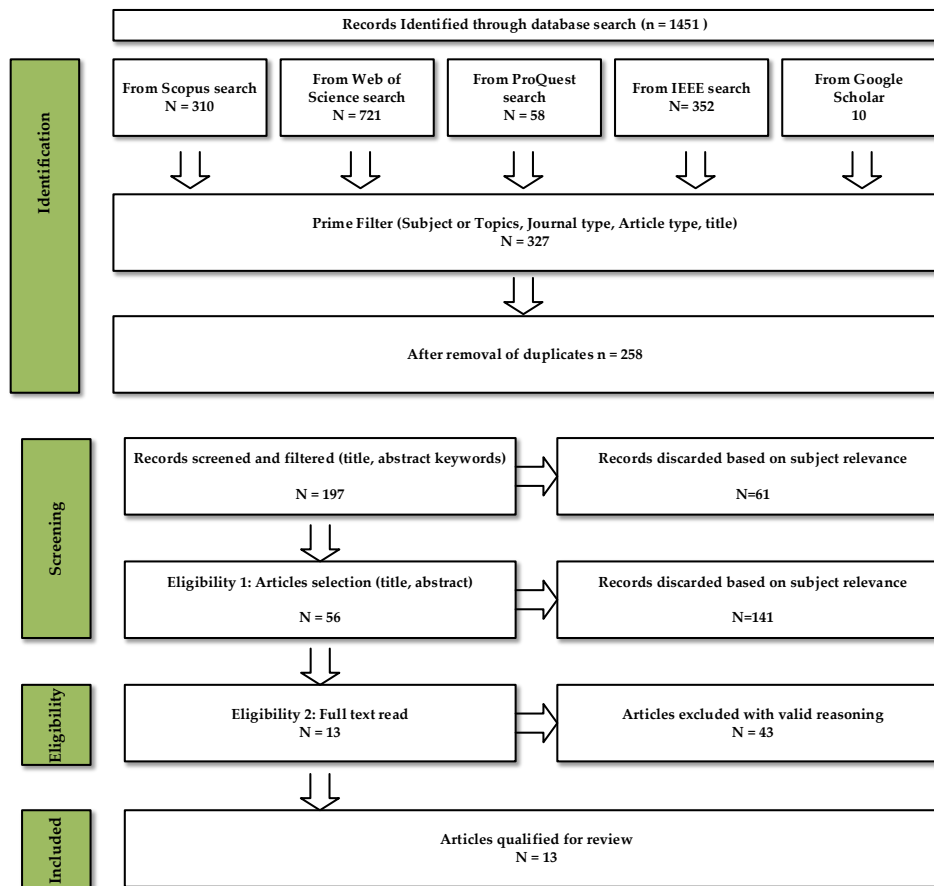 Records Identified through database search (n = 1451 )
Identification
From Scopus search
N = 310
From Web of
Science search
N = 721
From ProQuest
search
N = 58
From IEEE search
N= 352
From Google
Scholar
10
Prime Filter (Subject or Topics, Journal type, Article type, title)
N = 327
After removal of duplicates n = 258
Screening
Records screened and filtered (title, abstract keywords)
N = 197
Records discarded based on subject relevance
N=61
Eligibility 1: Articles selection (title, abstract)
N = 56
Records discarded based on subject relevance
N=141
Eligibility
Eligibility 2: Full text read
N = 13
Articles excluded with valid reasoning
N = 43
Included
Articles qualified for review
N = 13